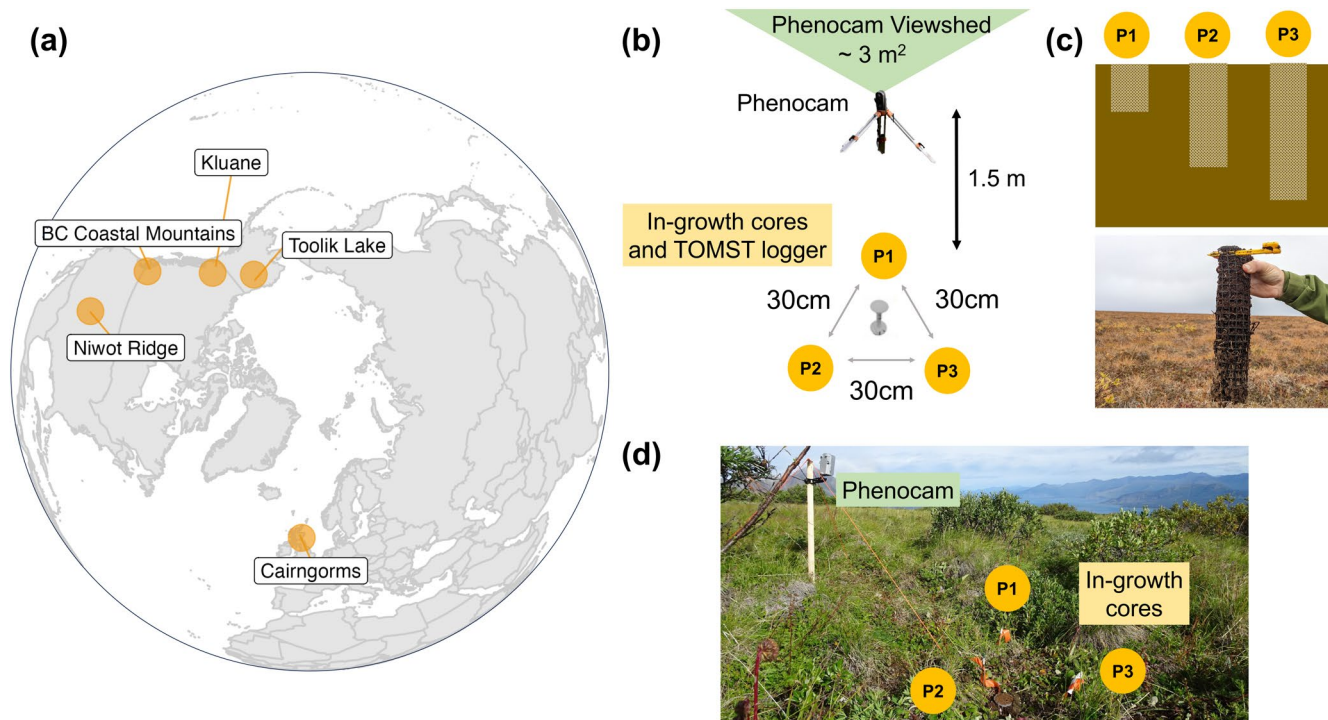 (a)
Kluane
BC Coastal Mountains
Toolik Lake
Niwot Ridge
Cairngorms
(b)
Phenocam Viewshed
~ 3 m²
Phenocam
1.5 m
In-growth cores
and TOMST logger
P1
30cm
30cm
P2
P3
30cm
(c)
P1
P2
P3
(d)
Phenocam
P1
In-growth
cores
P2
P3